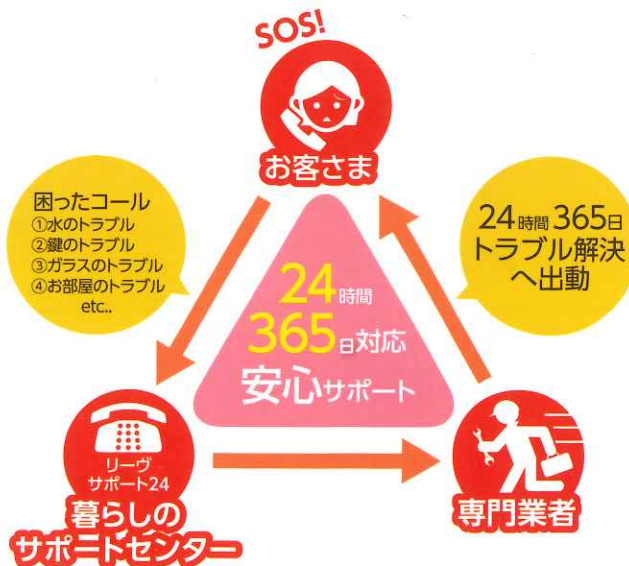 SOS!
お客さま
困ったコール
①水のトラブル
②鍵のトラブル
③ガラスのトラブル
④お部屋のトラブル
etc..
24時間365日
トラブル解決
へ出動
24時間
365日対応
安心サポート
リーヴ
サポート24
暮らしの
サポートセンター
専門業者